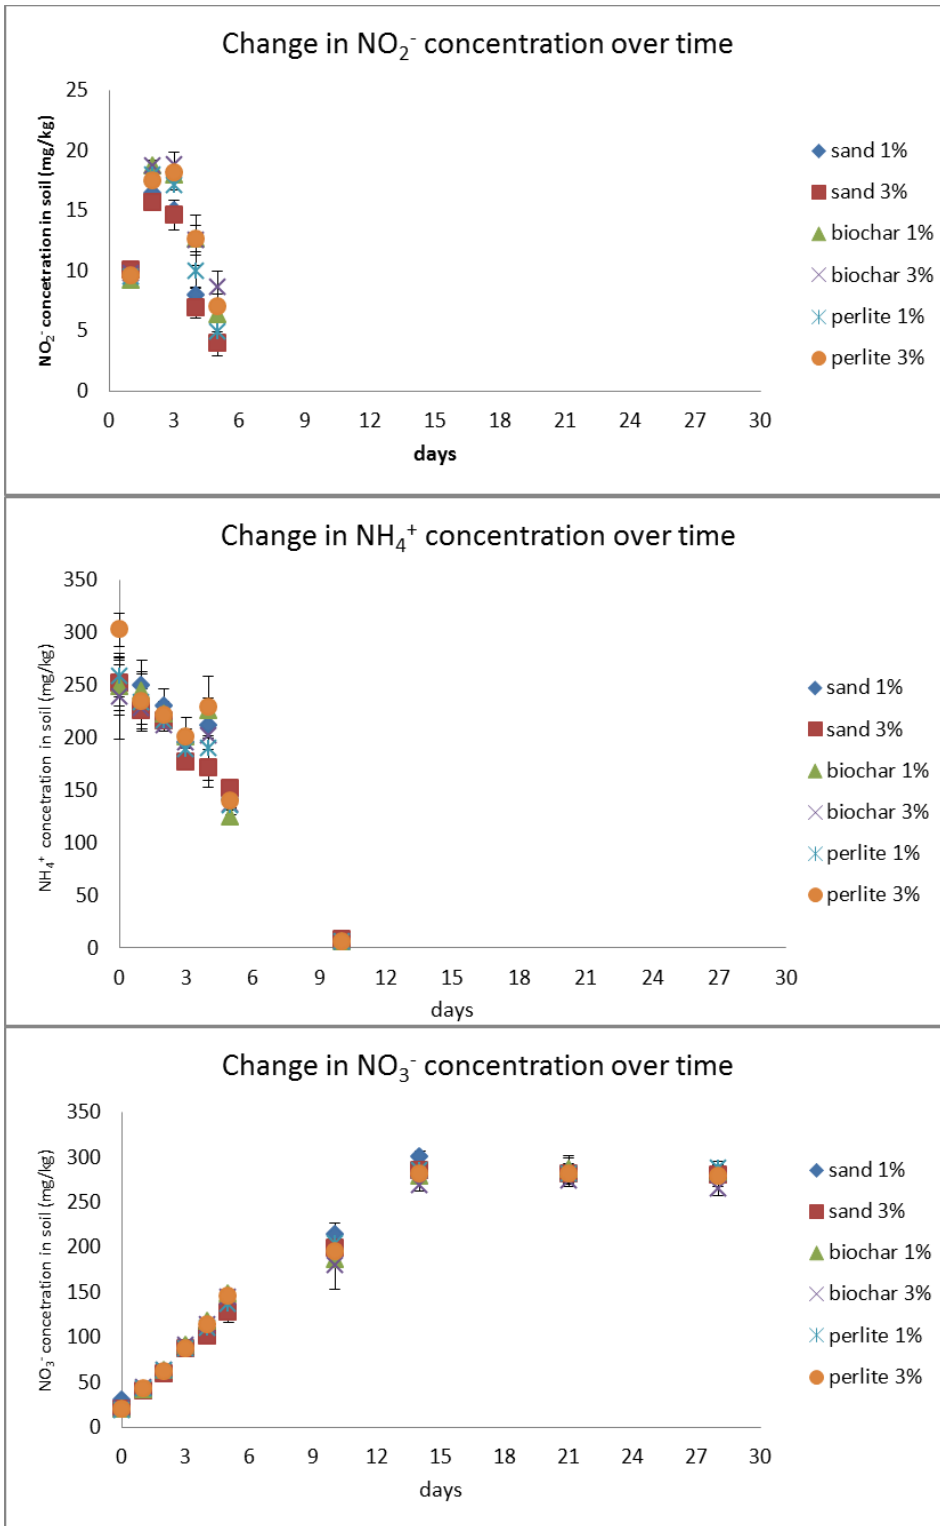 Change in NO₂⁻ concentration over time
NO₂⁻ concetration in soil (mg/kg)
25
20
15
10
5
0
0 3 6 9 12 15 18 21 24 27 30
days
sand 1%
sand 3%
biochar 1%
biochar 3%
perlite 1%
perlite 3%
Change in NH₄⁺ concentration over time
NH₄⁺ concetration in soil (mg/kg)
350
300
250
200
150
100
50
0
0 3 6 9 12 15 18 21 24 27 30
days
sand 1%
sand 3%
biochar 1%
biochar 3%
perlite 1%
perlite 3%
Change in NO₃⁻ concentration over time
NO₃⁻ concetration in soil (mg/kg)
350
300
250
200
150
100
50
0
0 3 6 9 12 15 18 21 24 27 30
days
sand 1%
sand 3%
biochar 1%
biochar 3%
perlite 1%
perlite 3%